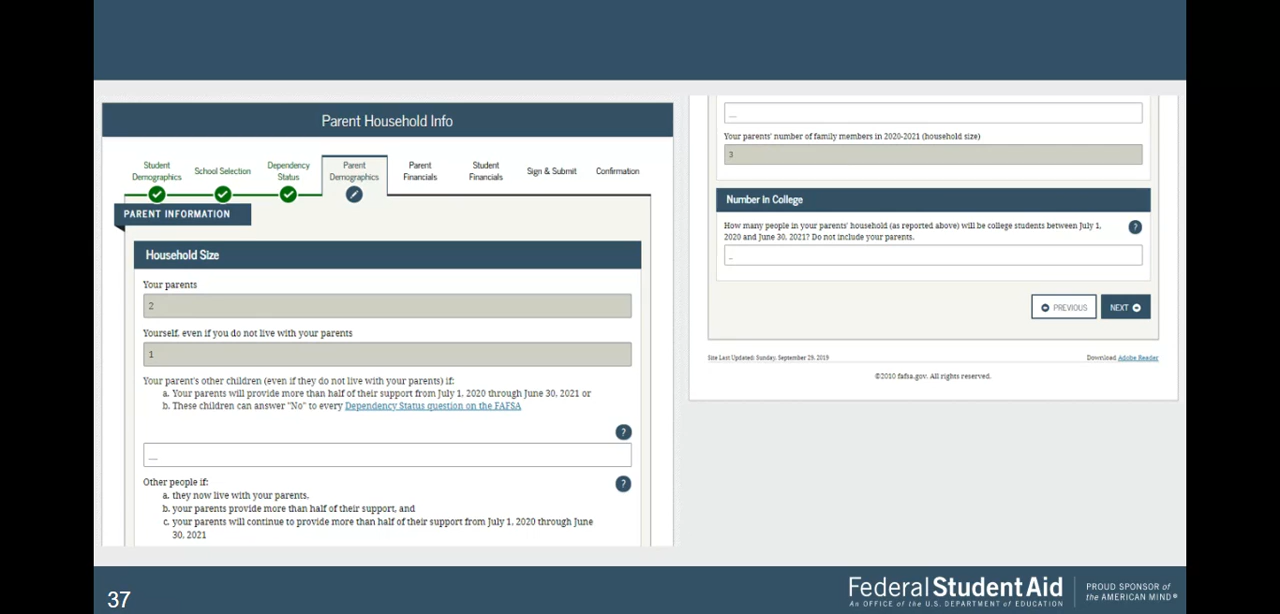 Parent Household Info
Student
Demographics
School Selection
Dependency
Status
Parent
Demographics
Parent
Financials
Student
Financials
Sign & Submit
Confirmation
PARENT INFORMATION
Household Size
Your parents
2
Yourself, even if you do not live with your parents
1
Your parent's other children (even if they do not live with your parents) if:
a. Your parents will provide more than half of their support from July 1, 2020 through June 30, 2021 or
b. These children can answer "No" to every Dependency Status question on the FAFSA
?
__
Other people if:
?
a. they now live with your parents,
b. your parents provide more than half of their support, and
c. your parents will continue to provide more than half of their support from July 1, 2020 through June
30, 2021
__
Your parents' number of family members in 2020-2021 (household size)
3
Number In College
How many people in your parents' household (as reported above) will be college students between July 1,
2020 and June 30, 2021? Do not include your parents.
?
_
PREVIOUS
NEXT
Site Last Updated: Sunday, September 29, 2019
Download Adobe Reader
©2010 fafsa.gov. All rights reserved.
37
Federal Student Aid
An OFFICE of the U.S. DEPARTMENT of EDUCATION
PROUD SPONSOR of
the AMERICAN MIND®